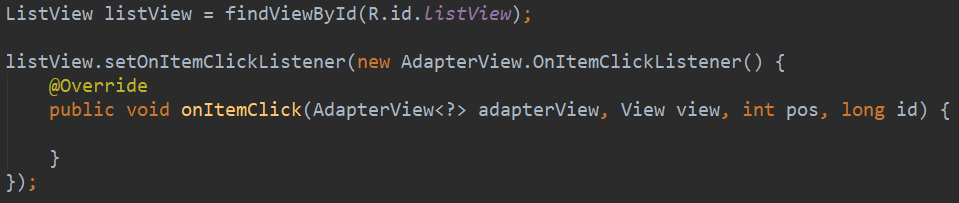 ListView listView = findViewById(R.id.listView);
listView.setOnItemClickListener(new AdapterView.OnItemClickListener() {
@Override
public void onItemClick(AdapterView<?> adapterView, View view, int pos, long id) {
}
});